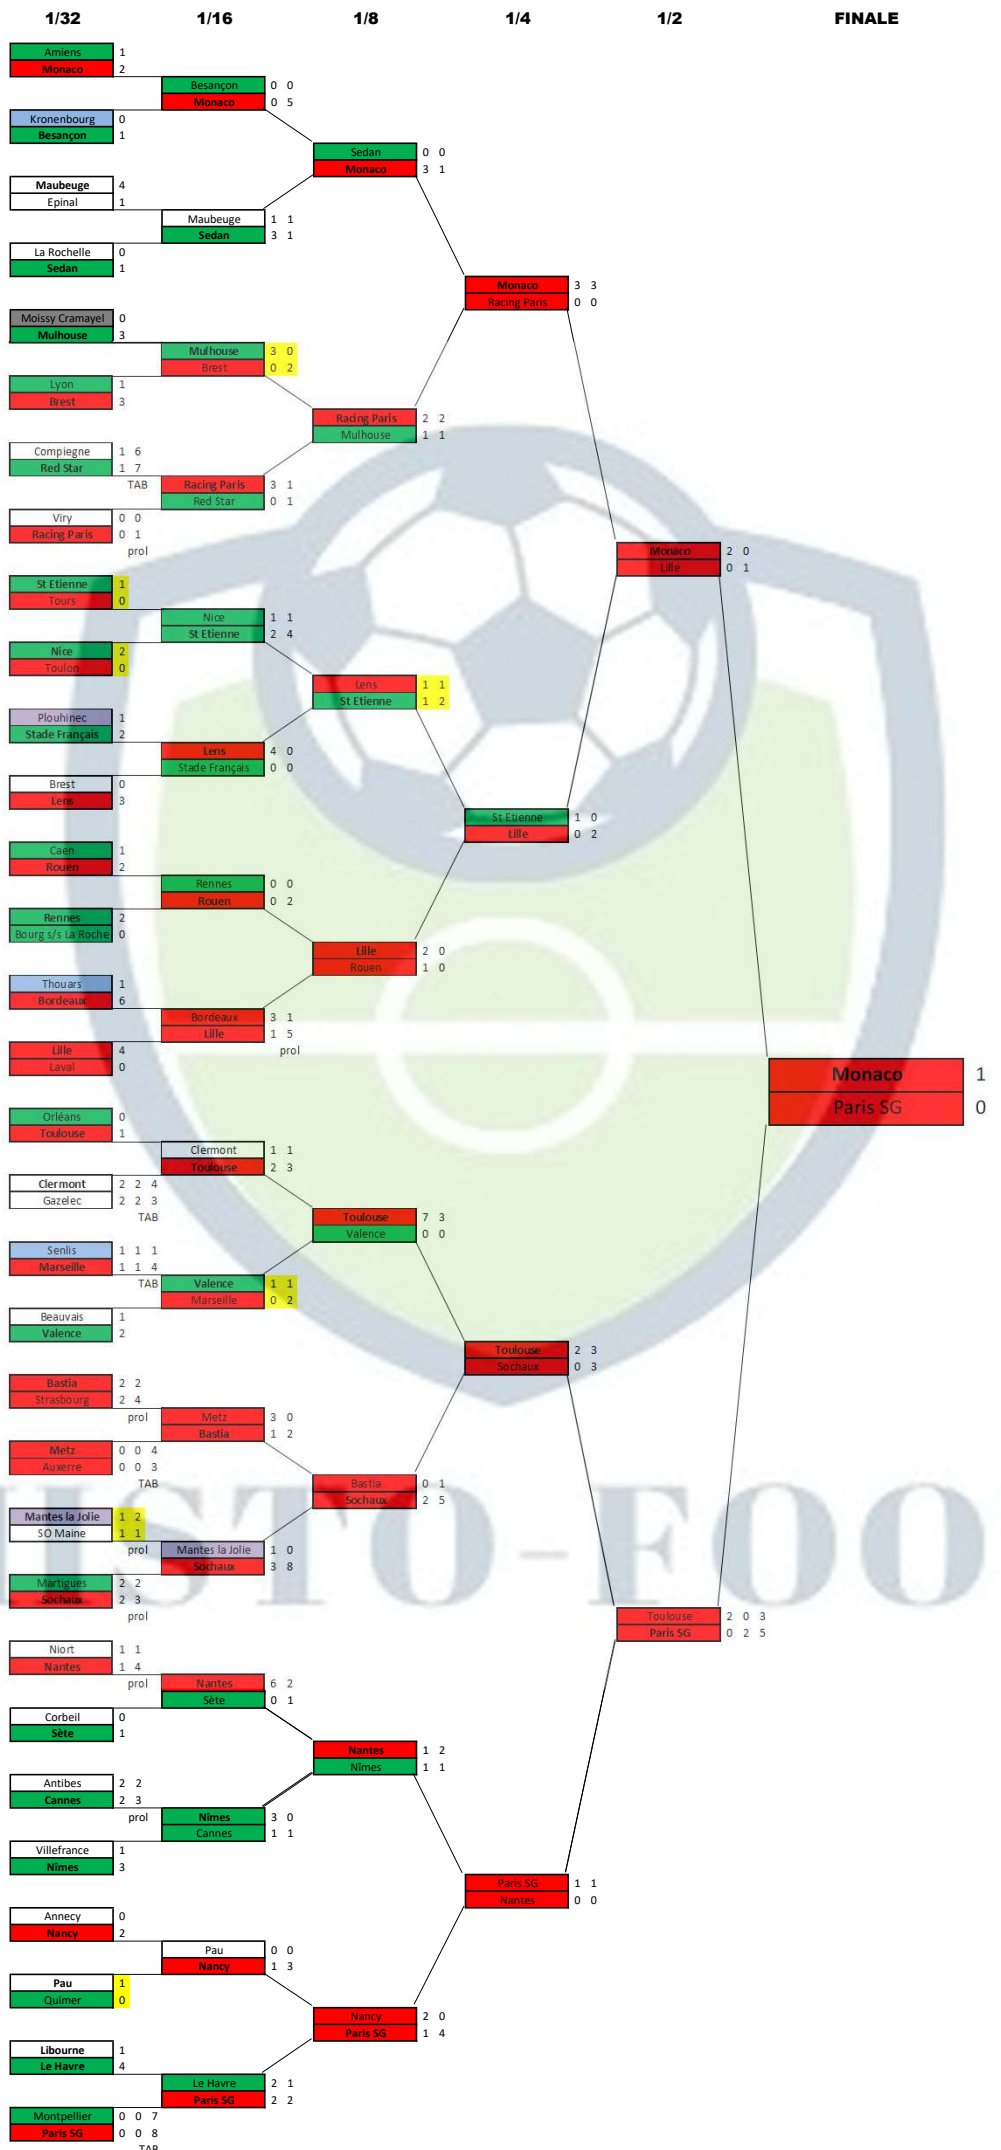 1/32 1/16 1/8 1/4 1/2 FINALE
Amiens 1
Monaco 2
Besançon 0 0
Monaco 0 5
Kronenbourg 0
Besançon 1
Sedan 0 0
Monaco 3 1
Maubeuge 4
Epinal 1
Maubeuge 1 1
Sedan 3 1
La Rochelle 0
Sedan 1
Monaco 3 3
Racing Paris 0 0
Moissy Cramayel 0
Mulhouse 3
Mulhouse 3 0
Brest 0 2
Lyon 1
Brest 3
Racing Paris 2 2
Mulhouse 1 1
Compiegne 1 6
Red Star 1 7
TAB
Racing Paris 3 1
Red Star 0 1
Viry 0 0
Racing Paris 0 1
prol
Monaco 2 0
Lille 0 1
St Etienne 1
Tours 0
Nice 1 1
St Etienne 2 4
Nice 2
Toulon 0
Lens 1 1
St Etienne 1 2
Plouhinec 1
Stade Français 2
Lens 4 0
Stade Français 0 0
Brest 0
Lens 3
St Etienne 1 0
Lille 0 2
Caen 1
Rouen 2
Rennes 0 0
Rouen 0 2
Rennes 2
Bourg s/s La Roche 0
Lille 2 0
Rouen 1 0
Thouars 1
Bordeaux 6
Bordeaux 3 1
Lille 1 5
prol
Lille 4
Laval 0
Monaco 1
Paris SG 0
Orléans 0
Toulouse 1
Clermont 1 1
Toulouse 2 3
Clermont 2 2 4
Gazelec 2 2 3
TAB
Toulouse 7 3
Valence 0 0
Senlis 1 1 1
Marseille 1 1 4
TAB
Valence 1 1
Marseille 0 2
Beauvais 1
Valence 2
Toulouse 2 3
Sochaux 0 3
Bastia 2 2
Strasbourg 2 4
prol
Metz 3 0
Bastia 1 2
Metz 0 0 4
Auxerre 0 0 3
TAB
Bastia 0 1
Sochaux 2 5
HISTO-FOO
Mantes la Jolie 1 2
SO Maine 1 1
prol
Mantes la Jolie 1 0
Sochaux 3 8
Martigues 2 2
Sochaux 2 3
prol
Toulouse 2 0 3
Paris SG 0 2 5
Niort 1 1
Nantes 1 4
prol
Nantes 6 2
Sète 0 1
Corbeil 0
Sète 1
Nantes 1 2
Nîmes 1 1
Antibes 2 2
Cannes 2 3
prol
Nîmes 3 0
Cannes 1 1
Villefranche 1
Nîmes 3
Paris SG 1 1
Nantes 0 0
Annecy 0
Nancy 2
Pau 0 0
Nancy 1 3
Pau 1
Quimer 0
Nancy 2 0
Paris SG 1 4
Libourne 1
Le Havre 4
Le Havre 2 1
Paris SG 2 2
Montpellier 0 0 7
Paris SG 0 0 8
TAB